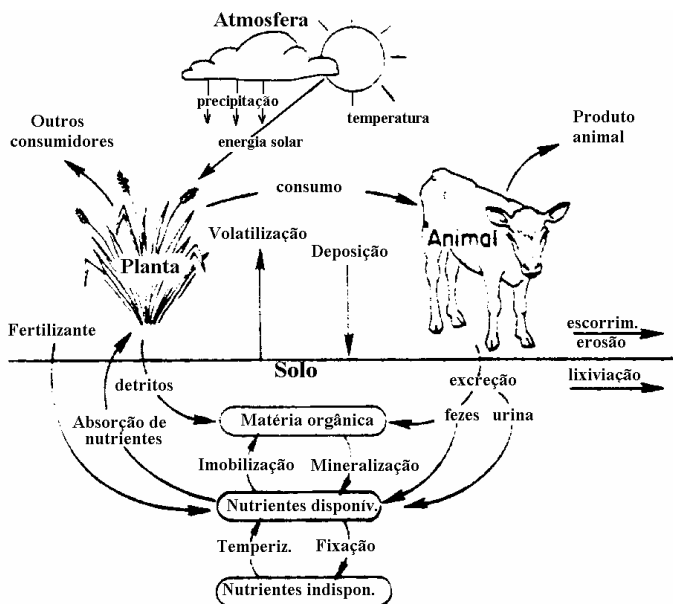 Atmosfera
precipitação
temperatura
energia solar
Outros
consumidores
Produto
animal
consumo
Animal
Planta
Volatilização
Deposição
Fertilizante
escorrim.
erosão
Solo
lixiviação
detritos
excreção
fezes urina
Absorção de
nutrientes
Matéria orgânica
Imobilização
Mineralização
Nutrientes disponív.
Temperiz.
Fixação
Nutrientes indispon.